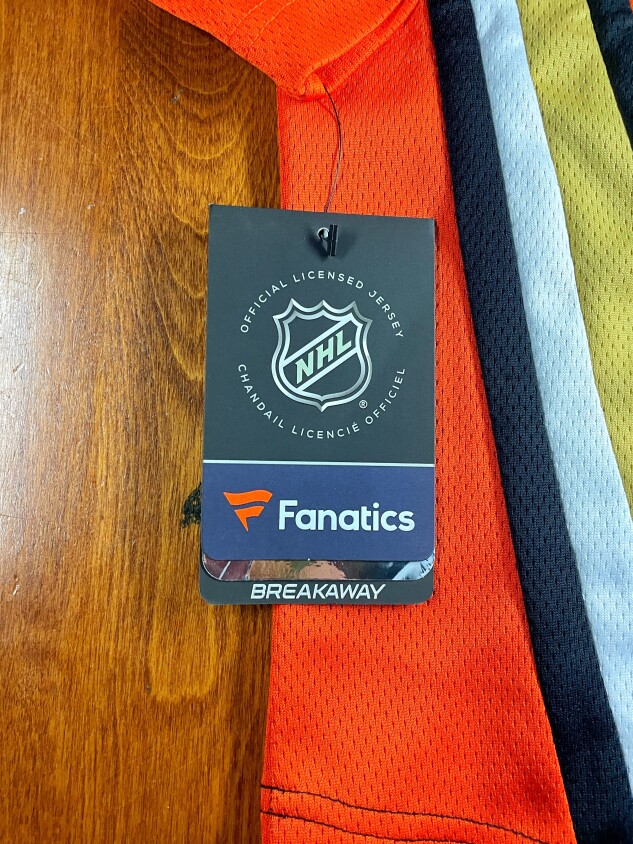 OFFICIAL LICENSED JERSEY
NHL
®
CHANDAIL LICENCIÉ OFFICIEL
Fanatics
BREAKAWAY